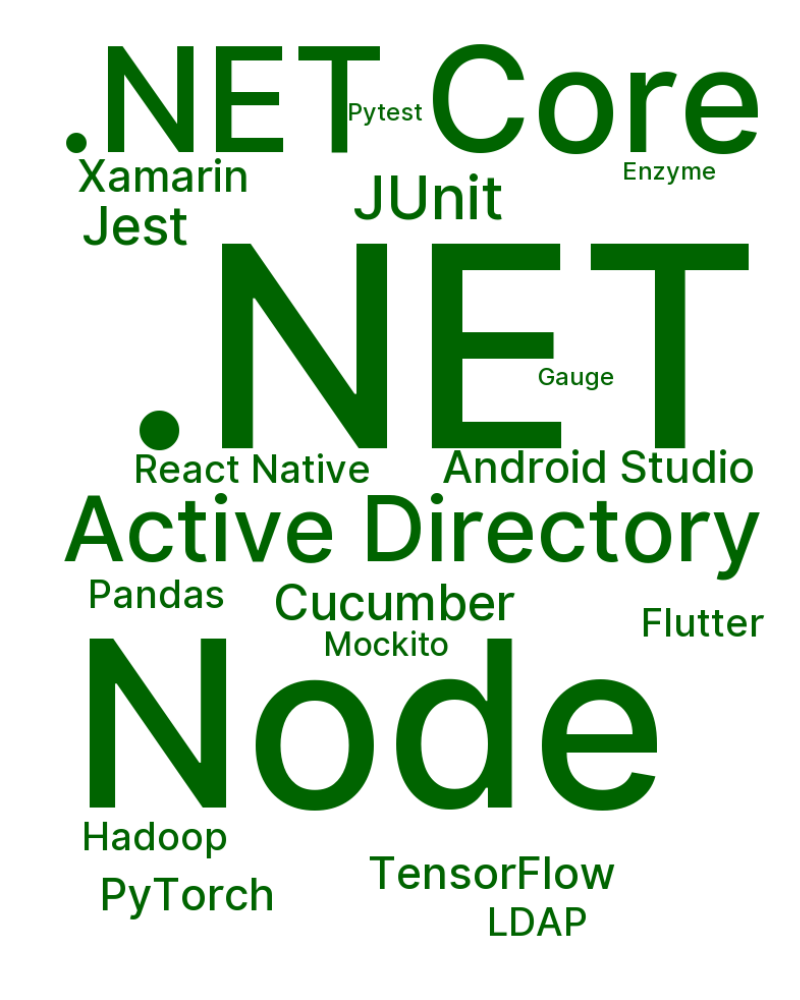 .NET Core
Pytest
Xamarin
Enzyme
JUnit
Jest
.NET
Gauge
React Native
Android Studio
Active Directory
Pandas
Cucumber
Flutter
Mockito
Node
Hadoop
TensorFlow
PyTorch
LDAP